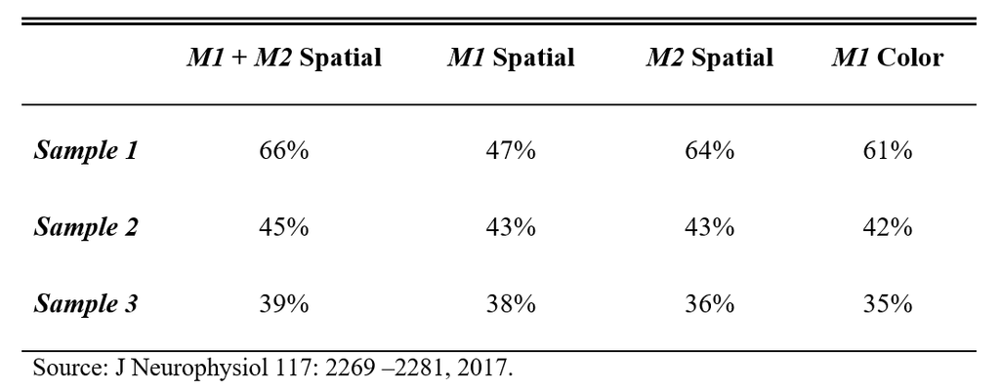 M1 + M2 Spatial M1 Spatial M2 Spatial M1 Color
Sample 1 66% 47% 64% 61%
Sample 2 45% 43% 43% 42%
Sample 3 39% 38% 36% 35%
Source: J Neurophysiol 117: 2269 –2281, 2017.